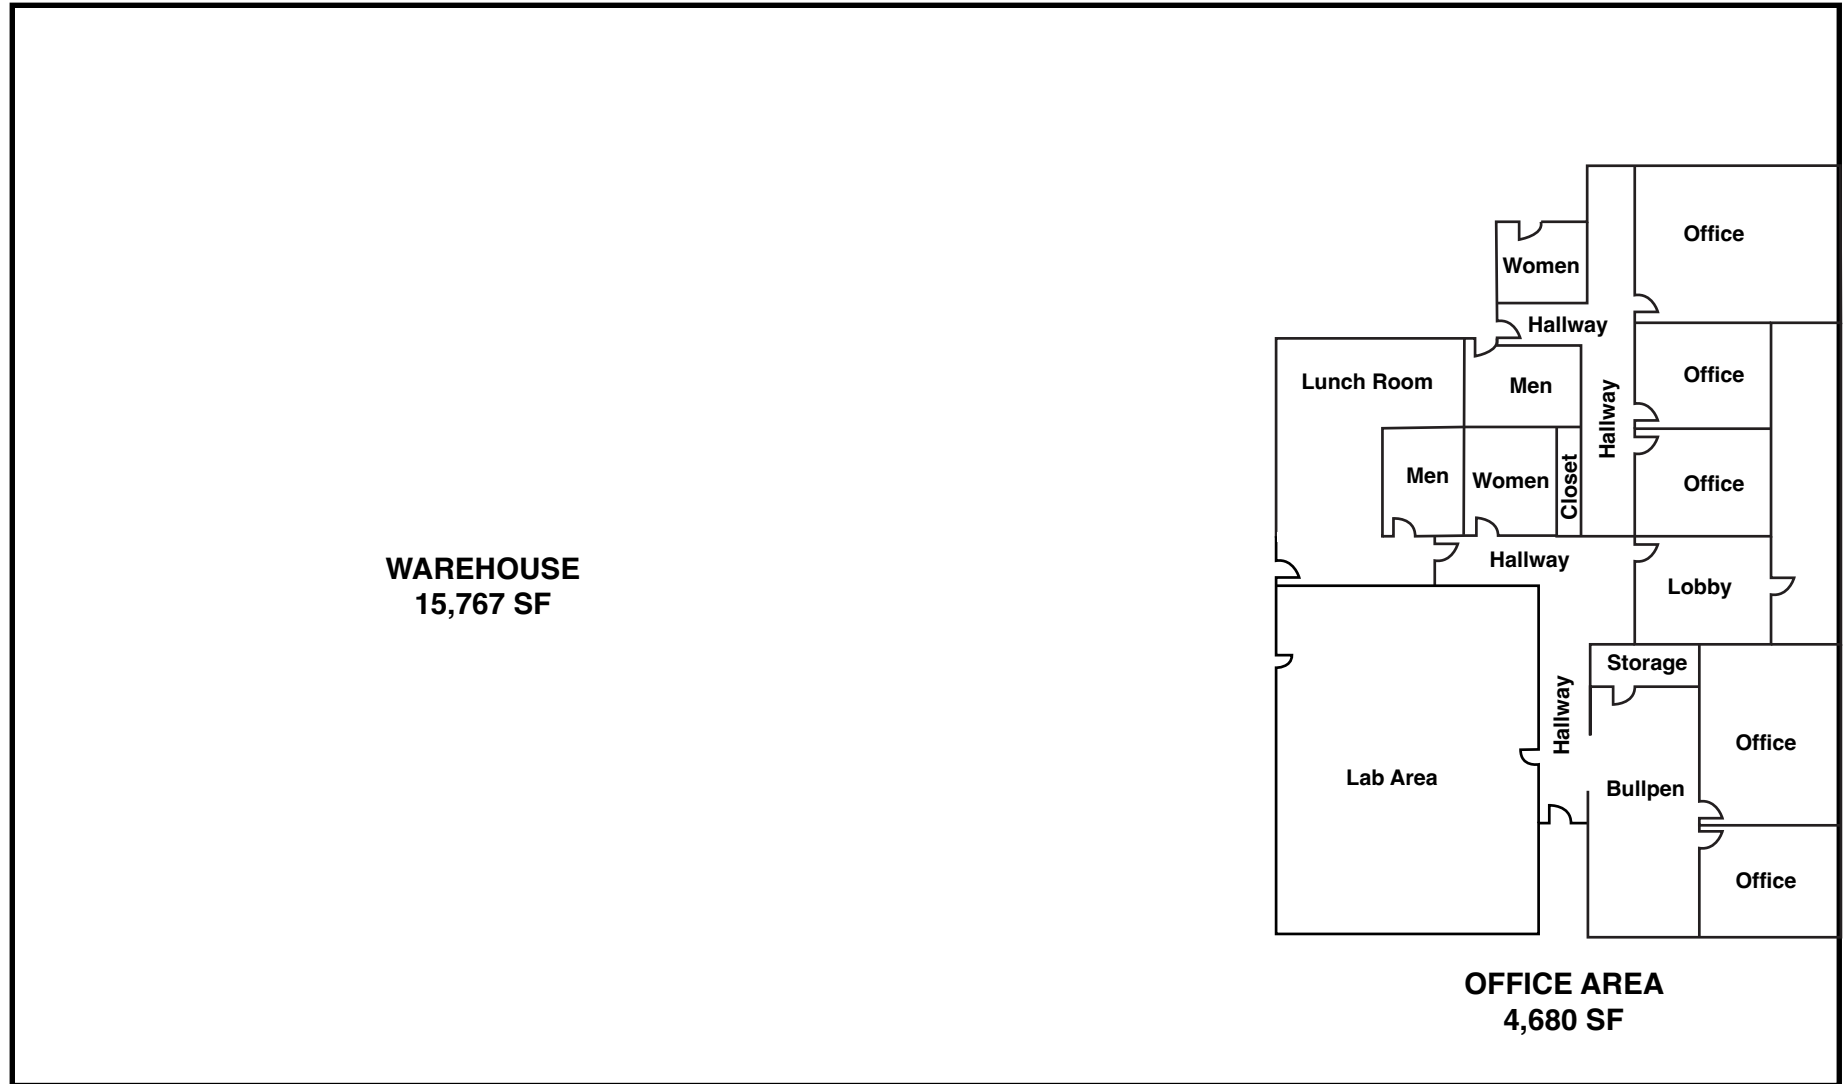 Office
Women
Hallway
Lunch Room
Men
Office
Hallway
Men
Women
Closet
Office
WAREHOUSE
15,767 SF
Hallway
Lobby
Storage
Hallway
Office
Lab Area
Bullpen
Office
OFFICE AREA
4,680 SF